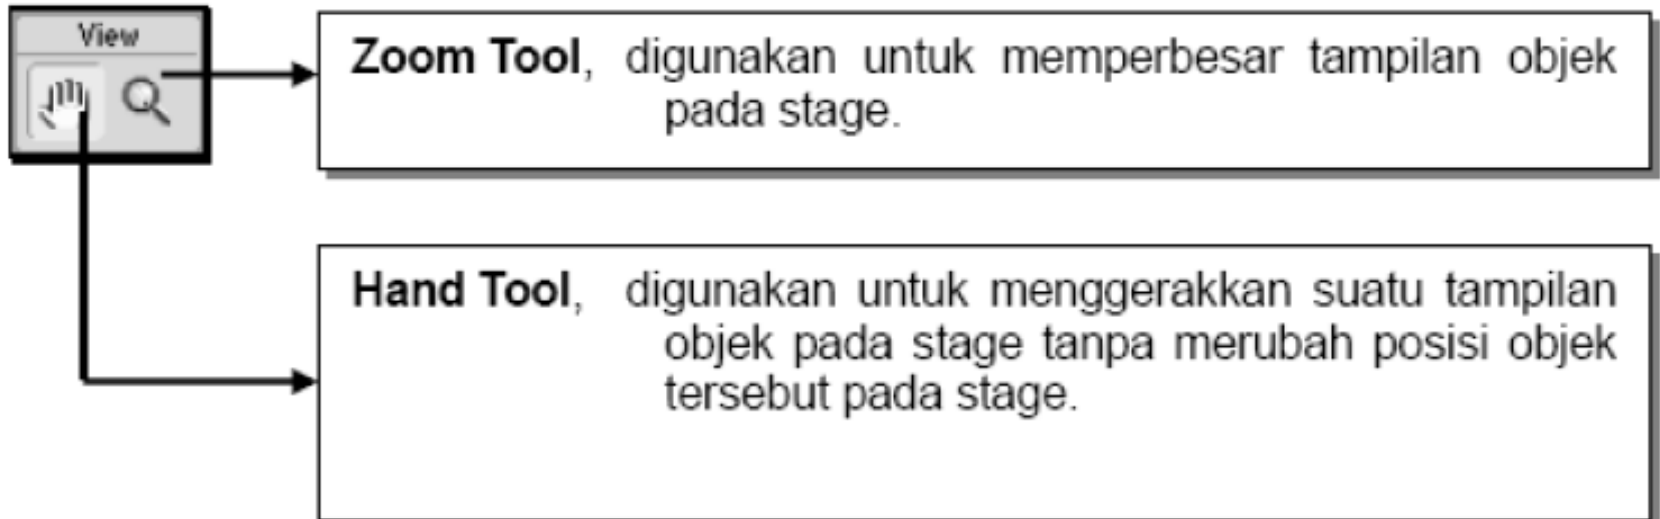 View
Zoom Tool, digunakan untuk memperbesar tampilan objek
pada stage.
Hand Tool, digunakan untuk menggerakkan suatu tampilan
objek pada stage tanpa merubah posisi objek
tersebut pada stage.